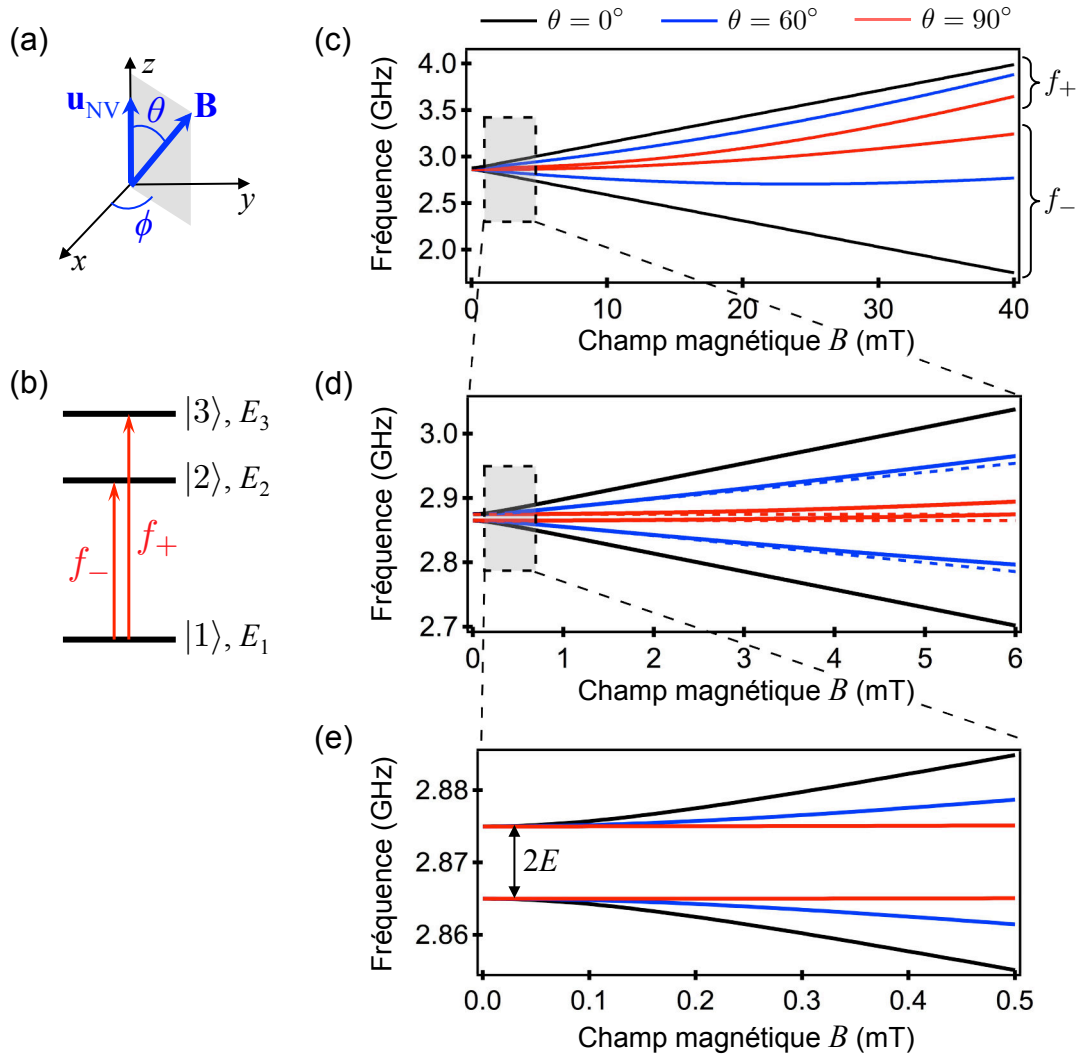 θ = 0° θ = 60° θ = 90°
(a)
z
u_NV θ B
y
ϕ
x
(b)
|3⟩, E₃
|2⟩, E₂
f₋ f₊
|1⟩, E₁
(c)
Fréquence (GHz)
4.0
3.5
3.0
2.5
2.0
f₊
f₋
0 10 20 30 40
Champ magnétique B (mT)
(d)
Fréquence (GHz)
3.0
2.9
2.8
2.7
0 1 2 3 4 5 6
Champ magnétique B (mT)
(e)
Fréquence (GHz)
2.88
2.87
2.86
2E
0.0 0.1 0.2 0.3 0.4 0.5
Champ magnétique B (mT)